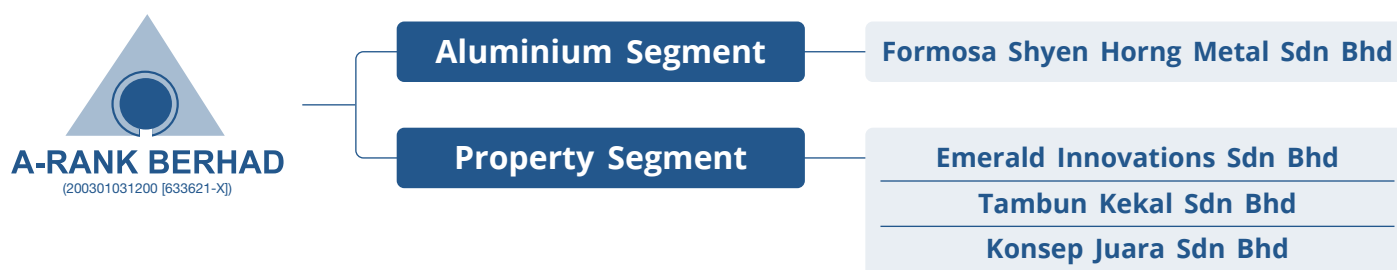 A-RANK BERHAD
(200301031200 [633621-X])
Aluminium Segment
Formosa Shyen Horng Metal Sdn Bhd
Property Segment
Emerald Innovations Sdn Bhd
Tambun Kekal Sdn Bhd
Konsep Juara Sdn Bhd